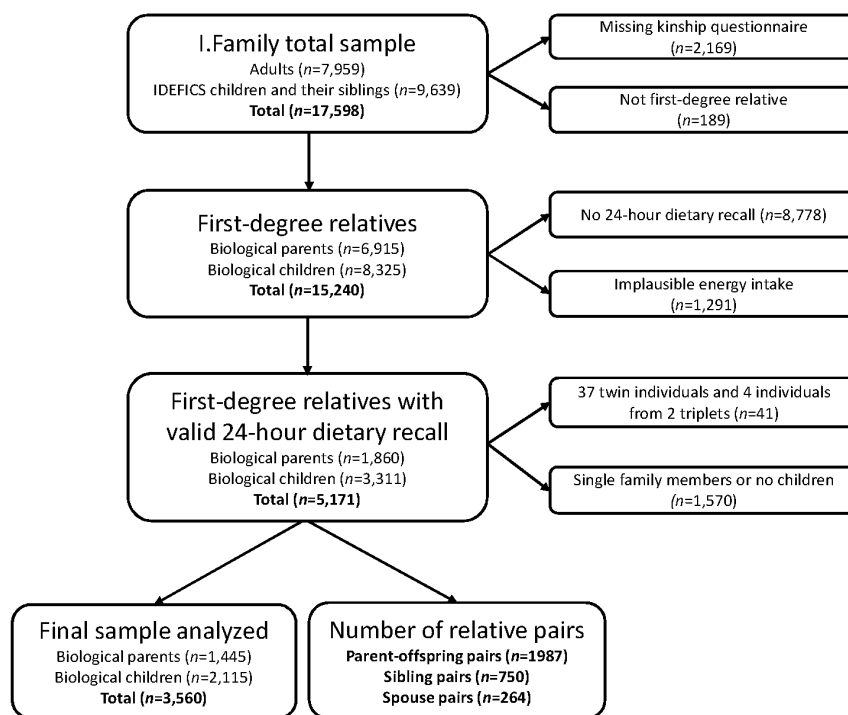 I.Family total sample
Adults (n=7,959)
IDEFICS children and their siblings (n=9,639)
Total (n=17,598)
Missing kinship questionnaire
(n=2,169)
Not first-degree relative
(n=189)
First-degree relatives
Biological parents (n=6,915)
Biological children (n=8,325)
Total (n=15,240)
No 24-hour dietary recall (n=8,778)
Implausible energy intake
(n=1,291)
First-degree relatives with
valid 24-hour dietary recall
Biological parents (n=1,860)
Biological children (n=3,311)
Total (n=5,171)
37 twin individuals and 4 individuals
from 2 triplets (n=41)
Single family members or no children
(n=1,570)
Final sample analyzed
Biological parents (n=1,445)
Biological children (n=2,115)
Total (n=3,560)
Number of relative pairs
Parent-offspring pairs (n=1987)
Sibling pairs (n=750)
Spouse pairs (n=264)